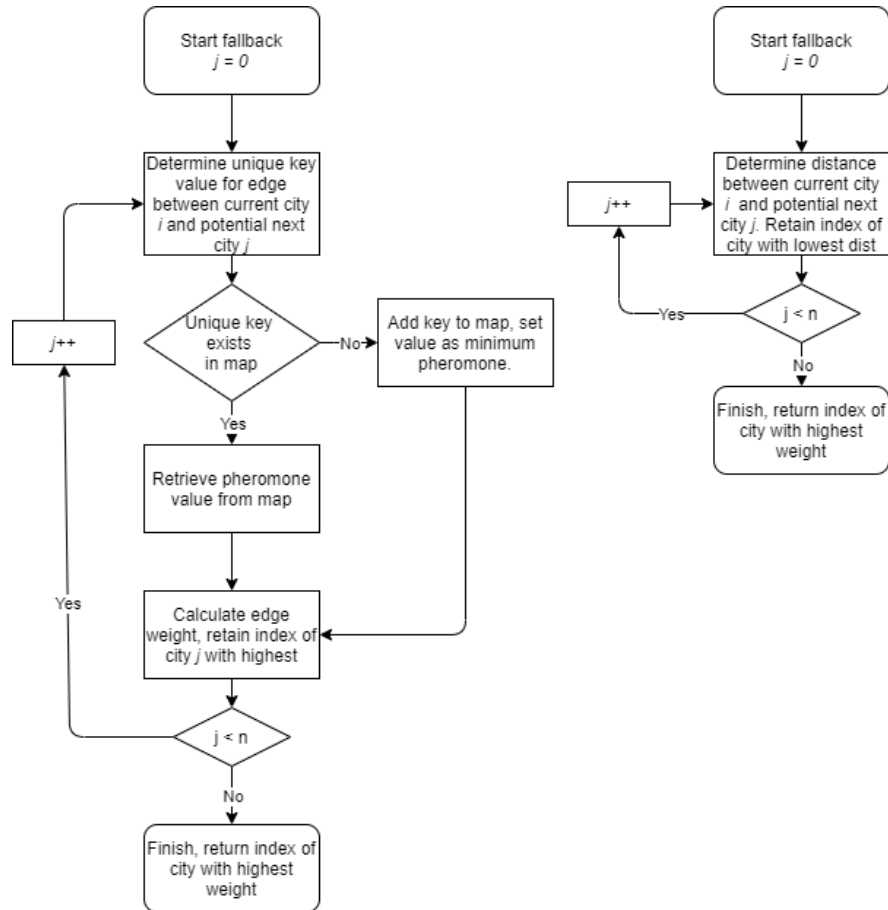 Start fallback
j = 0
Determine unique key
value for edge
between current city
i and potential next
city j
j++
Unique key
exists
in map
No
Add key to map, set
value as minimum
pheromone.
Yes
Retrieve pheromone
value from map
Calculate edge
weight, retain index of
city j with highest
Yes
j < n
No
Finish, return index of
city with highest
weight
Start fallback
j = 0
Determine distance
between current city
i and potential next
city j. Retain index of
city with lowest dist
j++
Yes
j < n
No
Finish, return index of
city with highest
weight